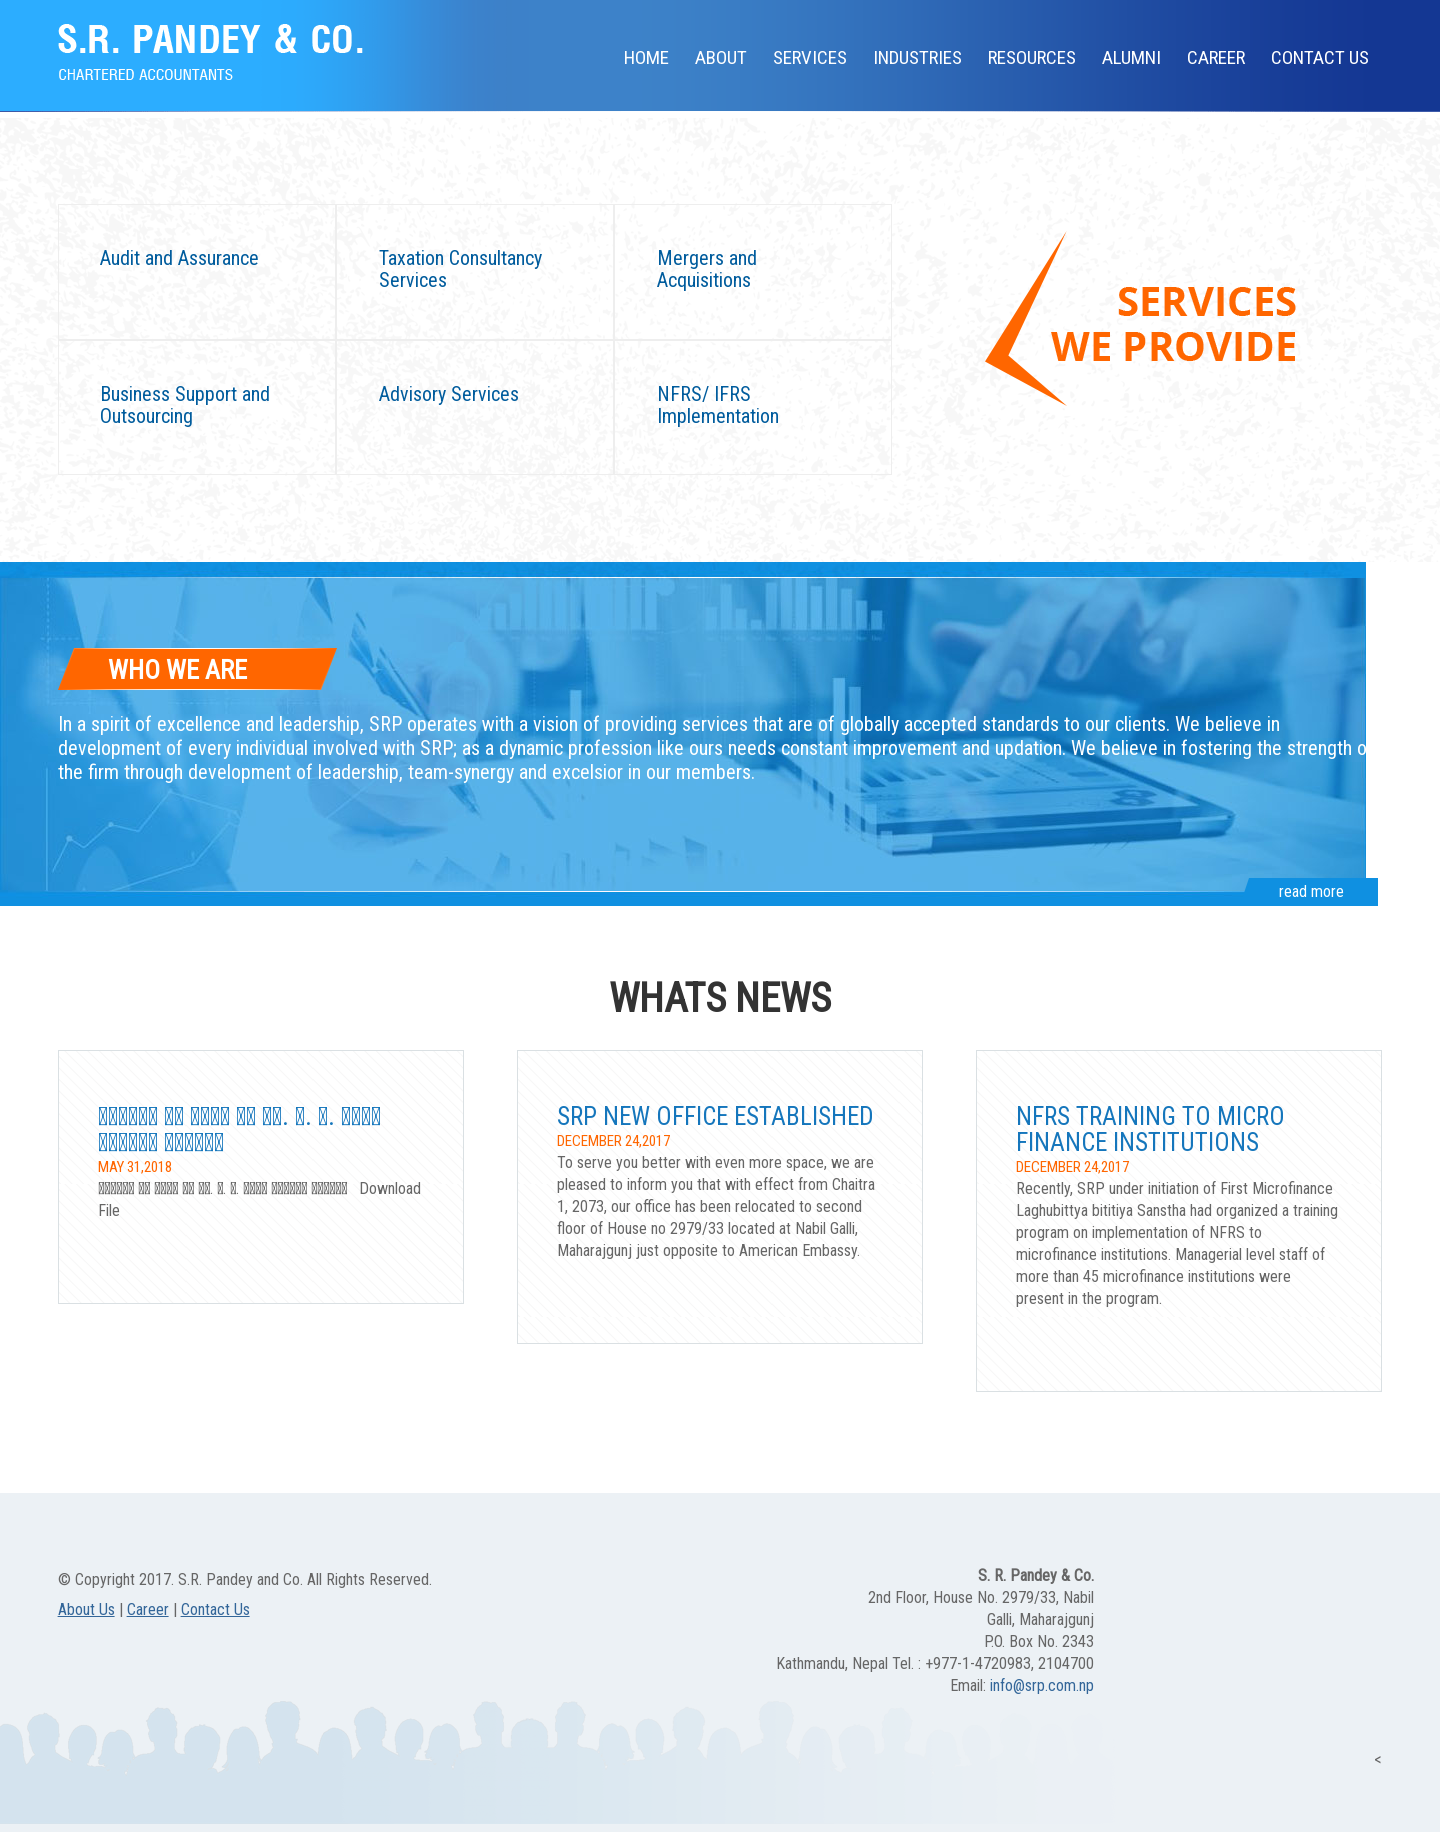 S.R. PANDEY & CO.
CHARTERED ACCOUNTANTS
HOME ABOUT SERVICES INDUSTRIES RESOURCES ALUMNI CAREER CONTACT US
Audit and Assurance
Taxation Consultancy
Services
Mergers and
Acquisitions
Business Support and
Outsourcing
Advisory Services
NFRS/ IFRS
Implementation
SERVICES
WE PROVIDE
WHO WE ARE
In a spirit of excellence and leadership, SRP operates with a vision of providing services that are of globally accepted standards to our clients. We believe in
development of every individual involved with SRP; as a dynamic profession like ours needs constant improvement and updation. We believe in fostering the strength o
the firm through development of leadership, team-synergy and excelsior in our members.
read more
WHATS NEWS
MAY 31,2018
Download
File
SRP NEW OFFICE ESTABLISHED
DECEMBER 24,2017
To serve you better with even more space, we are
pleased to inform you that with effect from Chaitra
1, 2073, our office has been relocated to second
floor of House no 2979/33 located at Nabil Galli,
Maharajgunj just opposite to American Embassy.
NFRS TRAINING TO MICRO
FINANCE INSTITUTIONS
DECEMBER 24,2017
Recently, SRP under initiation of First Microfinance
Laghubittya bititiya Sanstha had organized a training
program on implementation of NFRS to
microfinance institutions. Managerial level staff of
more than 45 microfinance institutions were
present in the program.
© Copyright 2017. S.R. Pandey and Co. All Rights Reserved.
About Us | Career | Contact Us
S. R. Pandey & Co.
2nd Floor, House No. 2979/33, Nabil
Galli, Maharajgunj
P.O. Box No. 2343
Kathmandu, Nepal Tel. : +977-1-4720983, 2104700
Email: info@srp.com.np
<